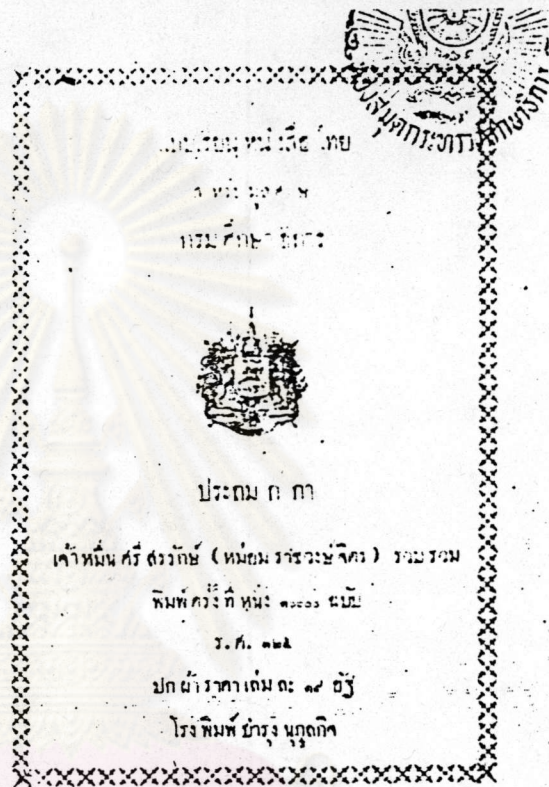 แบบเรียน หนังสือ ไทย
กรม ศึกษา ธิการ
ประถม ก กา
เจ้าหมื่น ศรี สรรักษ์ (หม่อม ราชวงษ์ จิตร) รวบรวม
พิมพ์ ครั้ง ที่ หนึ่ง ฉบับ
ร. ศ. ๑๒๕
ปก ผ้า ราคา เล่ม ละ ๑๙ อัฐ
โรง พิมพ์ บำรุง นุกูลกิจ